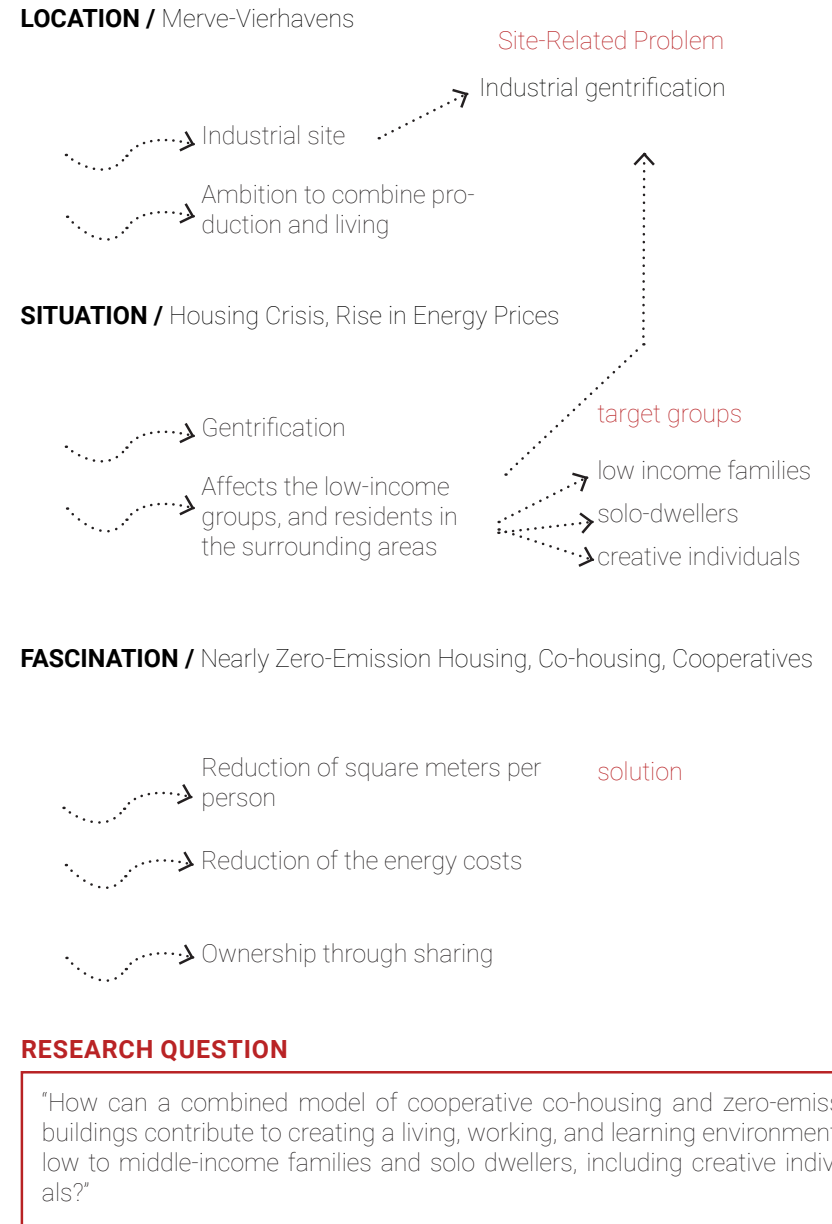 LOCATION / Merve-Vierhavens
Site-Related Problem
Industrial gentrification
Industrial site
Ambition to combine pro-
duction and living
SITUATION / Housing Crisis, Rise in Energy Prices
Gentrification
target groups
Affects the low-income
groups, and residents in
the surrounding areas
low income families
solo-dwellers
creative individuals
FASCINATION / Nearly Zero-Emission Housing, Co-housing, Cooperatives
Reduction of square meters per
person
solution
Reduction of the energy costs
Ownership through sharing
RESEARCH QUESTION
"How can a combined model of cooperative co-housing and zero-emiss
buildings contribute to creating a living, working, and learning environment
low to middle-income families and solo dwellers, including creative indiv
als?"